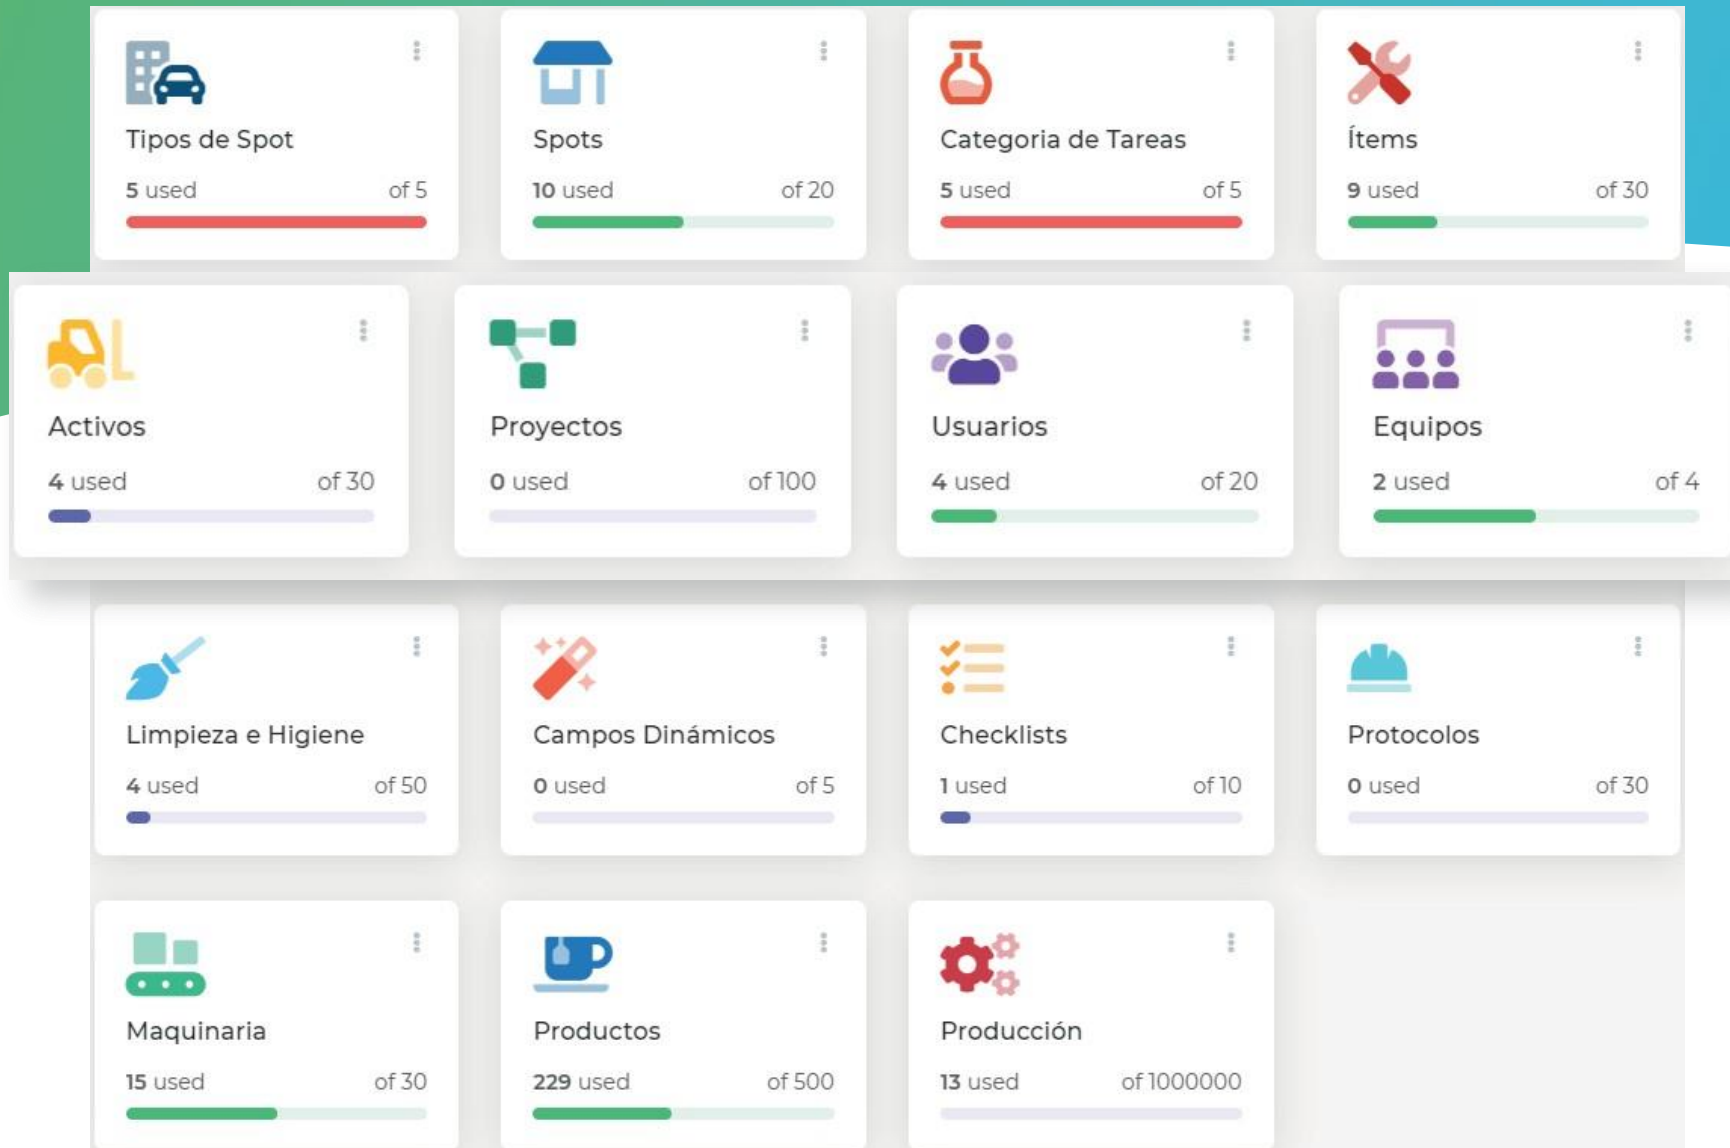 Tipos de Spot
5 used of 5
Spots
10 used of 20
Categoria de Tareas
5 used of 5
Ítems
9 used of 30
Activos
4 used of 30
Proyectos
0 used of 100
Usuarios
4 used of 20
Equipos
2 used of 4
Limpieza e Higiene
4 used of 50
Campos Dinámicos
0 used of 5
Checklists
1 used of 10
Protocolos
0 used of 30
Maquinaria
15 used of 30
Productos
229 used of 500
Producción
13 used of 1000000